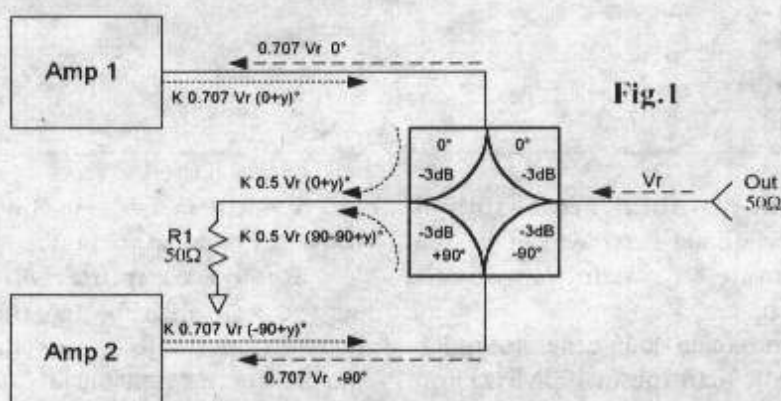 0.707 Vr 0°
Amp 1
K 0.707 Vr (0+y)°
Fig.1
0° 0°
-3dB -3dB
Vr
Out
50Ω
K 0.5 Vr (0+y)°
R1
50Ω
K 0.5 Vr (90-90+y)°
-3dB -3dB
+90° -90°
K 0.707 Vr (-90+y)°
Amp 2
0.707 Vr -90°